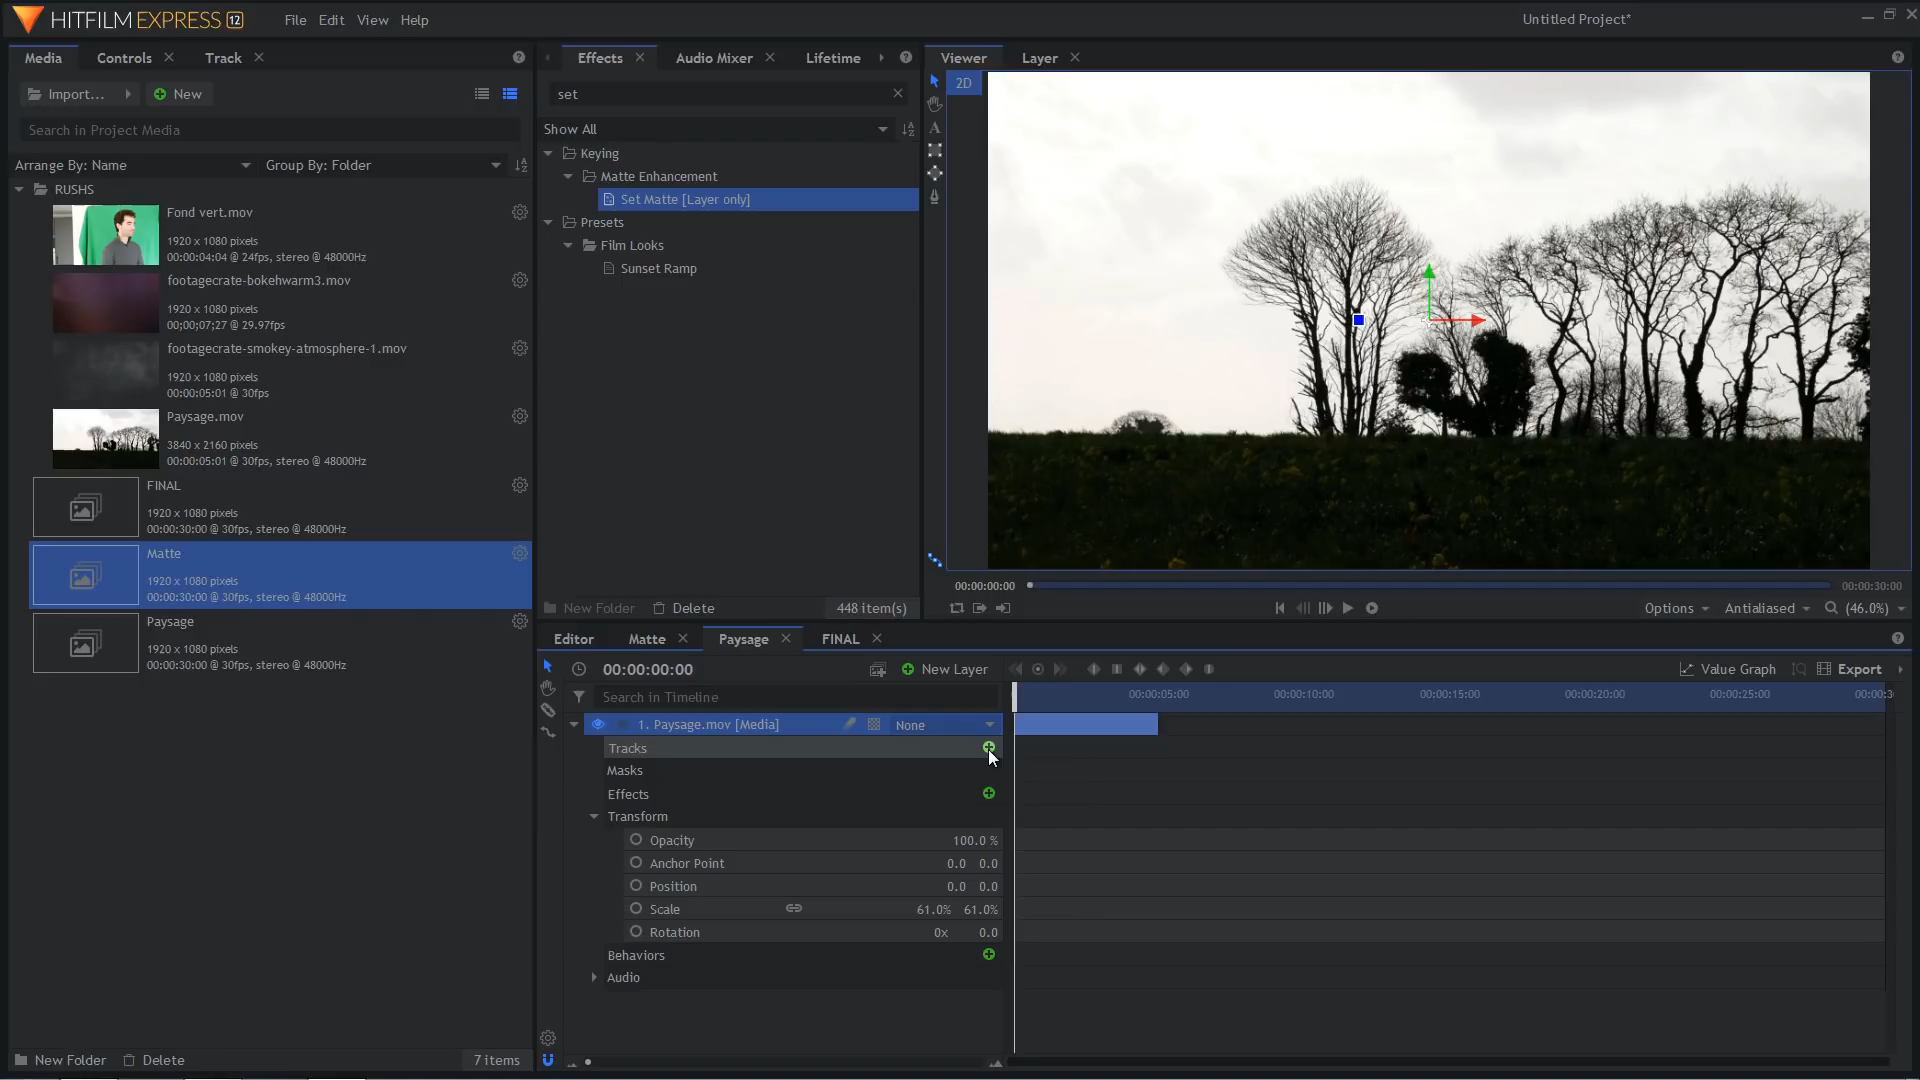 HITFILM EXPRESS 12 File Edit View Help Untitled Project*
Media Controls Track
Import... New
Search in Project Media
Arrange By: Name Group By: Folder
RUSHS
Fond vert.mov
1920 x 1080 pixels
00:00:04:04 @ 24fps, stereo @ 48000Hz
footagecrate-bokehwarm3.mov
1920 x 1080 pixels
00;00;07;27 @ 29.97fps
footagecrate-smokey-atmosphere-1.mov
1920 x 1080 pixels
00:00:05:01 @ 30fps
Paysage.mov
3840 x 2160 pixels
00:00:05:01 @ 30fps, stereo @ 48000Hz
FINAL
1920 x 1080 pixels
00:00:30:00 @ 30fps, stereo @ 48000Hz
Matte
1920 x 1080 pixels
00:00:30:00 @ 30fps, stereo @ 48000Hz
Paysage
1920 x 1080 pixels
00:00:30:00 @ 30fps, stereo @ 48000Hz
New Folder Delete 7 items
Effects Audio Mixer Lifetime
set
Show All
Keying
Matte Enhancement
Set Matte [Layer only]
Presets
Film Looks
Sunset Ramp
New Folder Delete 448 item(s)
Viewer Layer
2D
A
00:00:00:00 00:00:30:00
Options Antialiased (46.0%)
Editor Matte Paysage FINAL
00:00:00:00 New Layer Value Graph Export
Search in Timeline 00:00:05:00 00:00:10:00 00:00:15:00 00:00:20:00 00:00:25:00 00:00:3
1. Paysage.mov [Media] None
Tracks
Masks
Effects
Transform
Opacity 100.0 %
Anchor Point 0.0 0.0
Position 0.0 0.0
Scale 61.0% 61.0%
Rotation 0x 0.0
Behaviors
Audio